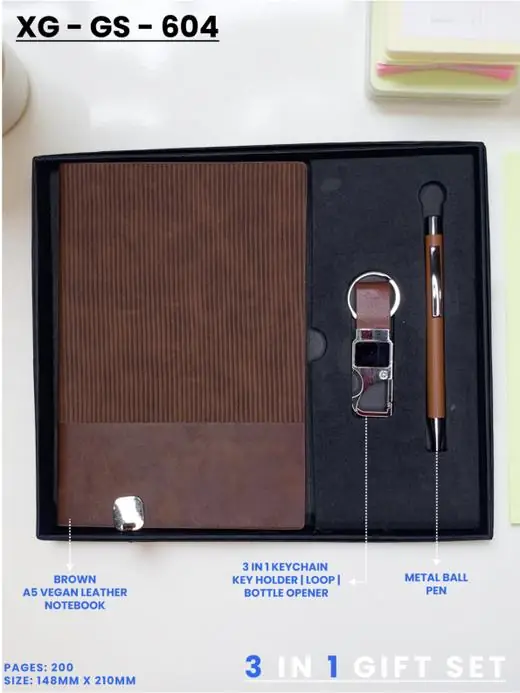 XG - GS - 604
BROWN
A5 VEGAN LEATHER
NOTEBOOK
3 IN 1 KEYCHAIN
KEY HOLDER | LOOP |
BOTTLE OPENER
METAL BALL
PEN
PAGES: 200
SIZE: 148MM X 210MM
3 IN 1 GIFT SET